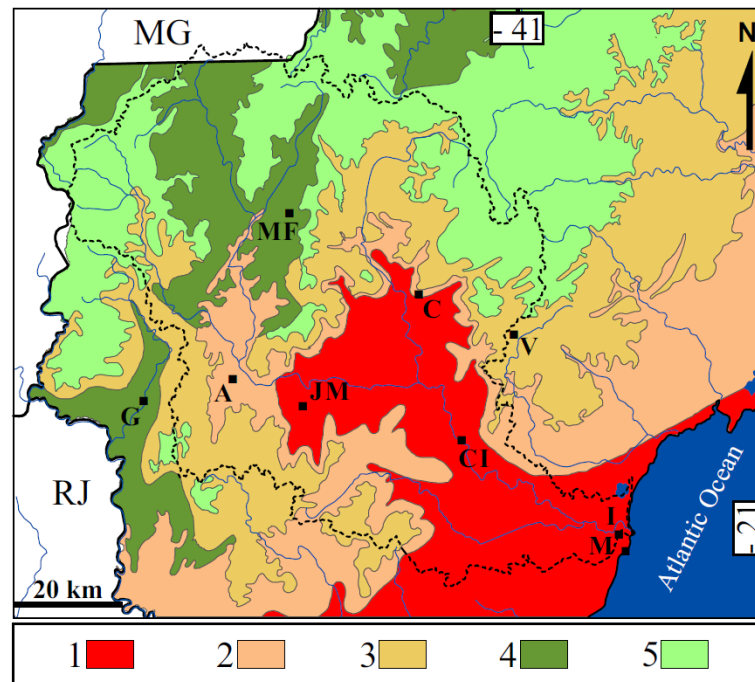 MG
- 41
N
MF
C
V
A
JM
G
CI
RJ
I
M
- 21
Atlantic Ocean
20 km
1 2 3 4 5